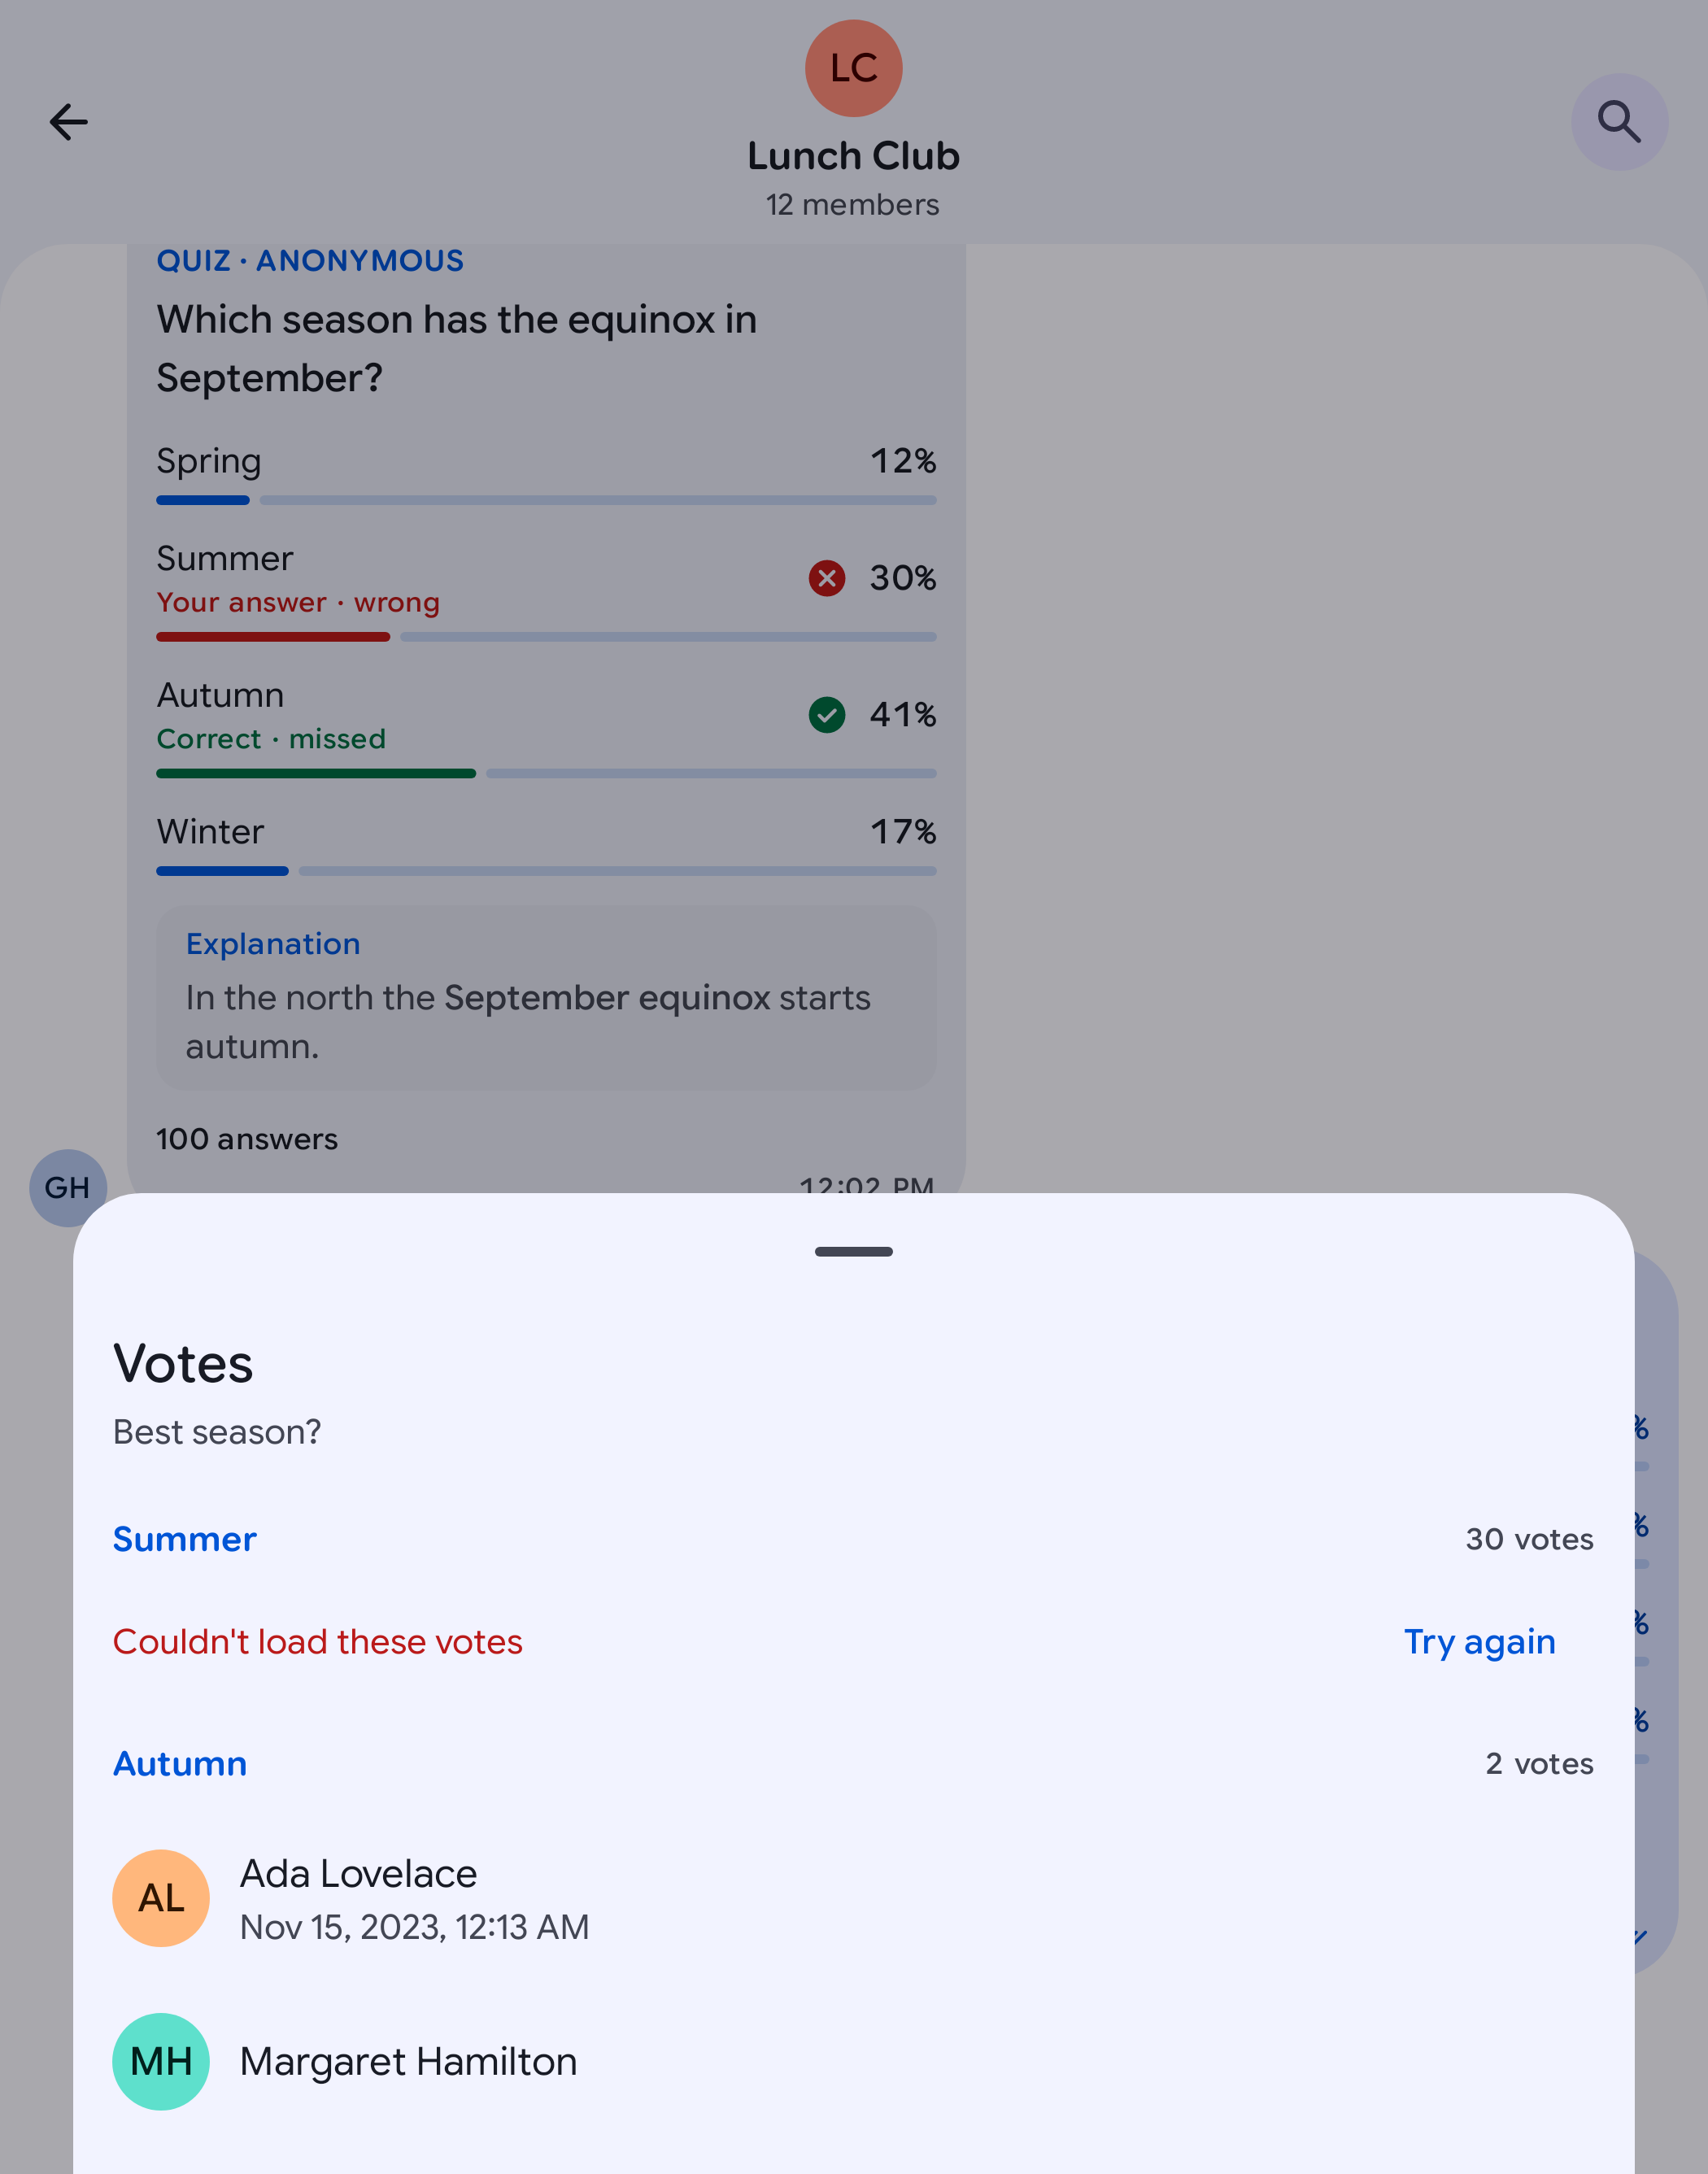 LC
Lunch Club
12 members
QUIZ · ANONYMOUS
Which season has the equinox in
September?
Spring 12%
Summer 30%
Your answer · wrong
Autumn 41%
Correct · missed
Winter 17%
Explanation
In the north the September equinox starts
autumn.
100 answers
GH
12:02 PM
Votes
Best season?
%
Summer 30 votes
%
Couldn't load these votes Try again
%
%
Autumn 2 votes
AL
Ada Lovelace
Nov 15, 2023, 12:13 AM
MH
Margaret Hamilton